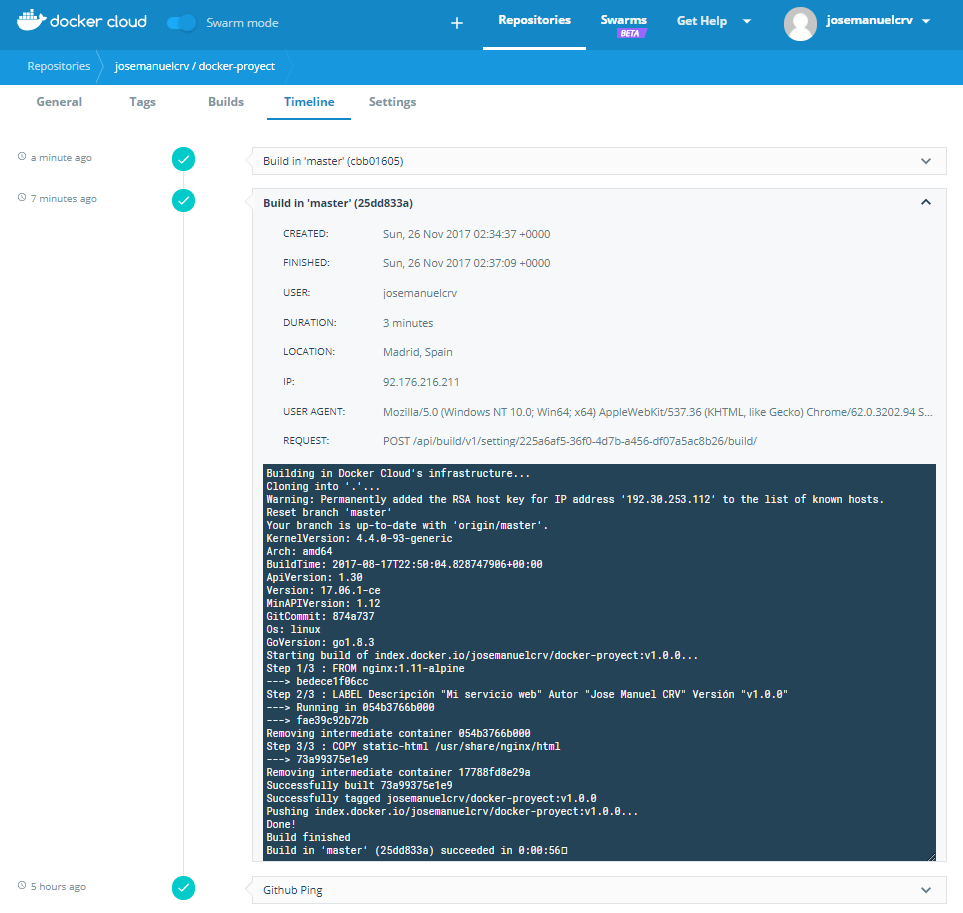 docker cloud Swarm mode + Repositories Swarms BETA Get Help josemanuelcrv
Repositories josemanuelcrv / docker-proyect
General Tags Builds Timeline Settings
a minute ago Build in 'master' (cbb01605)
7 minutes ago Build in 'master' (25dd833a)
CREATED: Sun, 26 Nov 2017 02:34:37 +0000
FINISHED: Sun, 26 Nov 2017 02:37:09 +0000
USER: josemanuelcrv
DURATION: 3 minutes
LOCATION: Madrid, Spain
IP: 92.176.216.211
USER AGENT: Mozilla/5.0 (Windows NT 10.0; Win64; x64) AppleWebKit/537.36 (KHTML, like Gecko) Chrome/62.0.3202.94 S...
REQUEST: POST /api/build/v1/setting/225a6af5-36f0-4d7b-a456-df07a5ac8b26/build/
Building in Docker Cloud's infrastructure...
Cloning into '.'...
Warning: Permanently added the RSA host key for IP address '192.30.253.112' to the list of known hosts.
Reset branch 'master'
Your branch is up-to-date with 'origin/master'.
KernelVersion: 4.4.0-93-generic
Arch: amd64
BuildTime: 2017-08-17T22:50:04.828747906+00:00
ApiVersion: 1.30
Version: 17.06.1-ce
MinAPIVersion: 1.12
GitCommit: 874a737
Os: linux
GoVersion: go1.8.3
Starting build of index.docker.io/josemanuelcrv/docker-proyect:v1.0.0...
Step 1/3 : FROM nginx:1.11-alpine
---> bedece1f06cc
Step 2/3 : LABEL Descripción "Mi servicio web" Autor "Jose Manuel CRV" Versión "v1.0.0"
---> Running in 054b3766b000
---> fae39c92b72b
Removing intermediate container 054b3766b000
Step 3/3 : COPY static-html /usr/share/nginx/html
---> 73a99375e1e9
Removing intermediate container 17788fd8e29a
Successfully built 73a99375e1e9
Successfully tagged josemanuelcrv/docker-proyect:v1.0.0
Pushing index.docker.io/josemanuelcrv/docker-proyect:v1.0.0...
Done!
Build finished
Build in 'master' (25dd833a) succeeded in 0:00:56
5 hours ago Github Ping